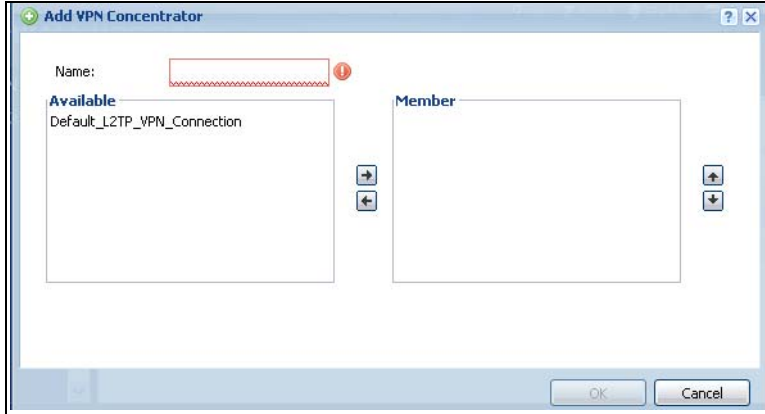 Add VPN Concentrator
Name:
Available
Default_L2TP_VPN_Connection
Member
OK
Cancel